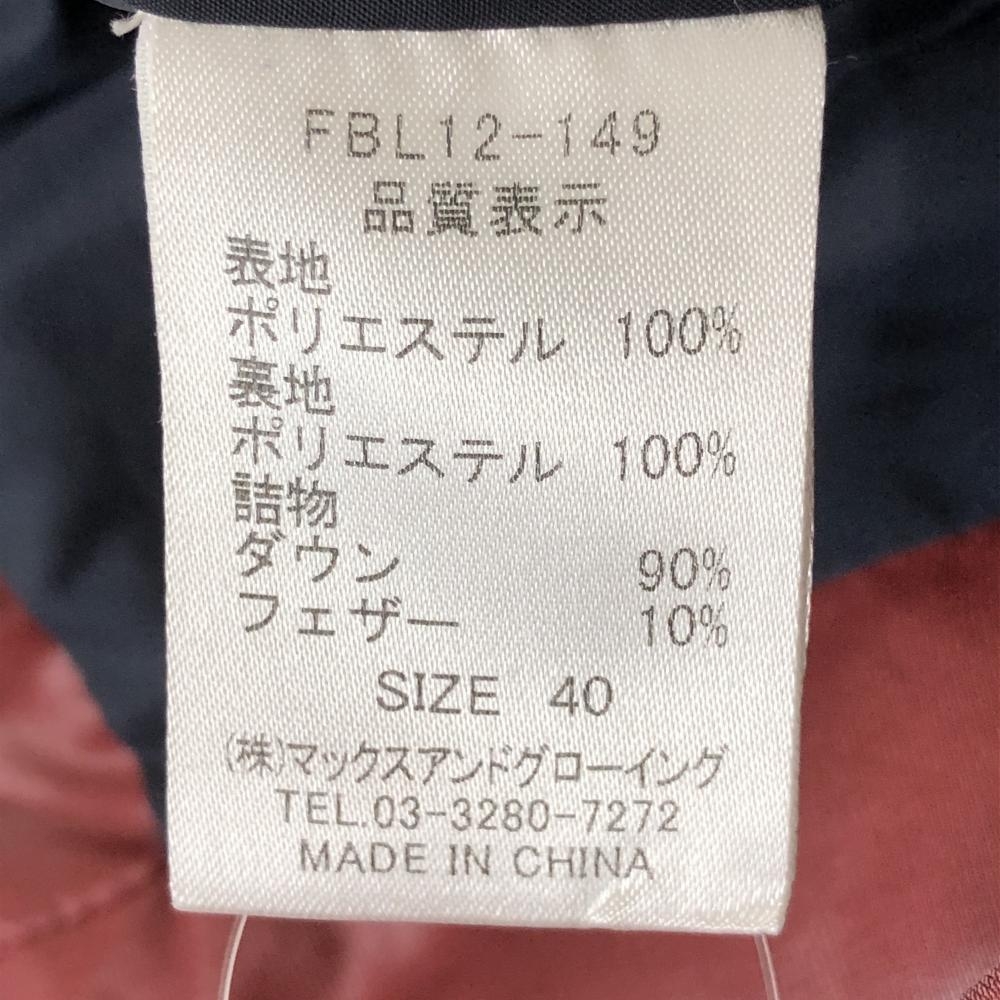 FBL12-149
品質表示
表地
ポリエステル 100%
裏地
ポリエステル 100%
詰物
ダウン 90%
フェザー 10%
SIZE 40
(株)マックスアンドグローイング
TEL.03-3280-7272
MADE IN CHINA